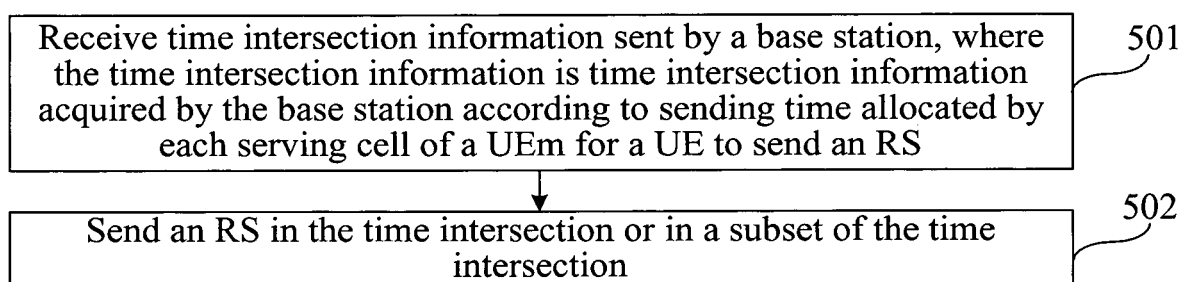 Receive time intersection information sent by a base station, where
the time intersection information is time intersection information
acquired by the base station according to sending time allocated by
each serving cell of a UEm for a UE to send an RS
501
Send an RS in the time intersection or in a subset of the time
intersection
502